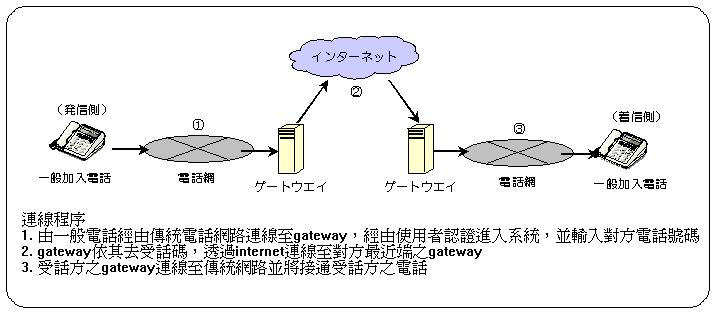 インターネット
②
(発信側)
(着信側)
①
③
一般加入電話
電話網
ゲートウエィ
ゲートウエィ
電話網
一般加入電話
連線程序
1. 由一般電話經由傳統電話網路連線至gateway，經由使用者認證進入系統，並輸入對方電話號碼
2. gateway依其去受話碼，透過internet連線至對方最近端之gateway
3. 受話方之gateway連線至傳統網路並將接通受話方之電話